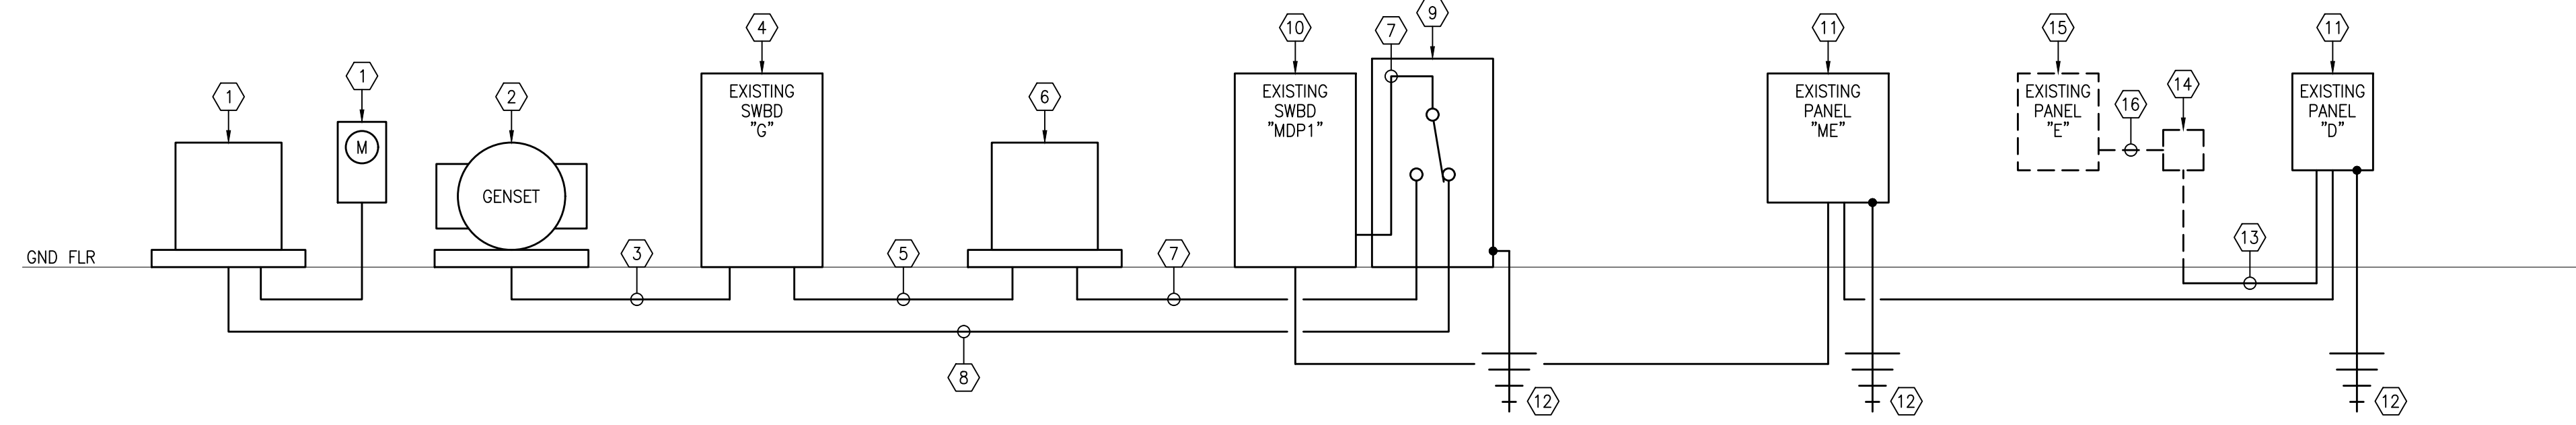 9
4
10
7
11
15
11
1
14
1
2
6
16
EXISTING
SWBD
"G"
EXISTING
SWBD
"MDP1"
EXISTING
PANEL
"ME"
EXISTING
PANEL
"E"
EXISTING
PANEL
"D"
M
GENSET
GND FLR
3
5
7
13
8
12
12
12